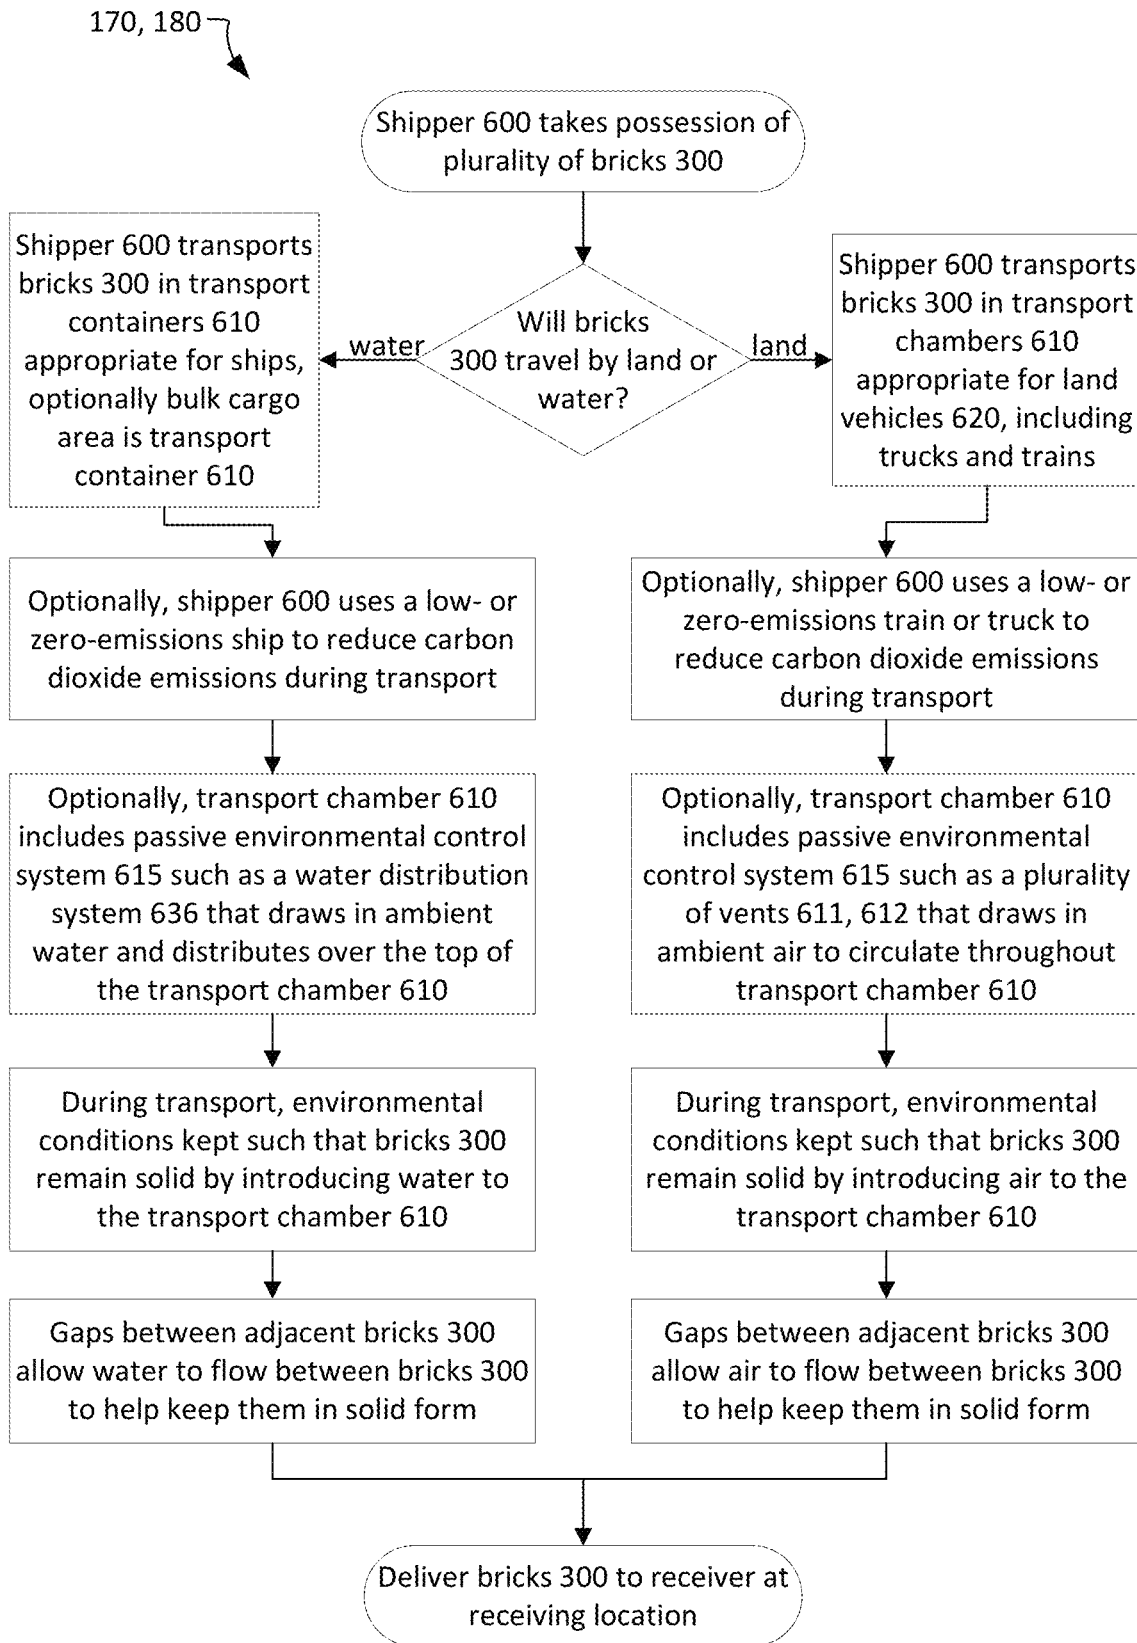 170, 180
Shipper 600 takes possession of
plurality of bricks 300
Will bricks
300 travel by land or
water?
water
land
Shipper 600 transports
bricks 300 in transport
containers 610
appropriate for ships,
optionally bulk cargo
area is transport
container 610
Optionally, shipper 600 uses a low- or
zero-emissions ship to reduce carbon
dioxide emissions during transport
Optionally, transport chamber 610
includes passive environmental control
system 615 such as a water distribution
system 636 that draws in ambient
water and distributes over the top of
the transport chamber 610
During transport, environmental
conditions kept such that bricks 300
remain solid by introducing water to
the transport chamber 610
Gaps between adjacent bricks 300
allow water to flow between bricks 300
to help keep them in solid form
Shipper 600 transports
bricks 300 in transport
chambers 610
appropriate for land
vehicles 620, including
trucks and trains
Optionally, shipper 600 uses a low- or
zero-emissions train or truck to
reduce carbon dioxide emissions
during transport
Optionally, transport chamber 610
includes passive environmental
control system 615 such as a plurality
of vents 611, 612 that draws in
ambient air to circulate throughout
transport chamber 610
During transport, environmental
conditions kept such that bricks 300
remain solid by introducing air to the
transport chamber 610
Gaps between adjacent bricks 300
allow air to flow between bricks 300
to help keep them in solid form
Deliver bricks 300 to receiver at
receiving location